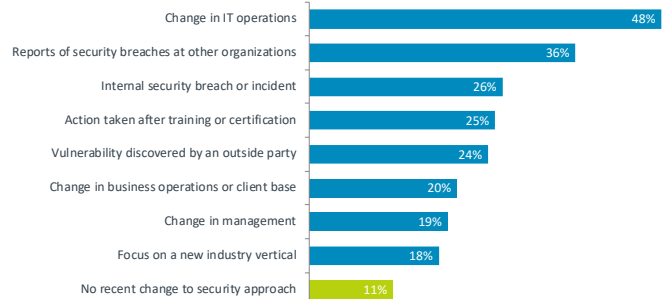 Change in IT operations 48%
Reports of security breaches at other organizations 36%
Internal security breach or incident 26%
Action taken after training or certification 25%
Vulnerability discovered by an outside party 24%
Change in business operations or client base 20%
Change in management 19%
Focus on a new industry vertical 18%
No recent change to security approach 11%